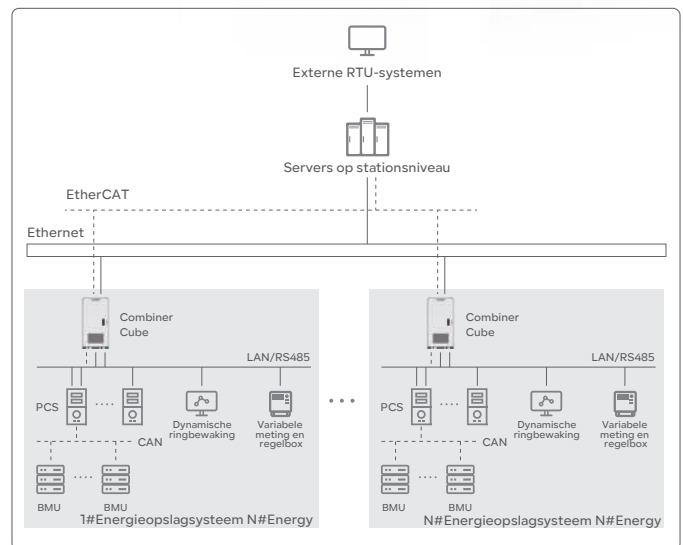 Externe RTU-systemen
Servers op stationsniveau
EtherCAT
Ethernet
Combiner
Cube
LAN/RS485
PCS
Dynamische
ringbewaking
Variabele
meting en
regelbox
CAN
BMU
BMU
1#Energieopslagsysteem N#Energy
Combiner
Cube
LAN/RS485
PCS
Dynamische
ringbewaking
Variabele
meting en
regelbox
CAN
BMU
BMU
N#Energieopslagsysteem N#Energy